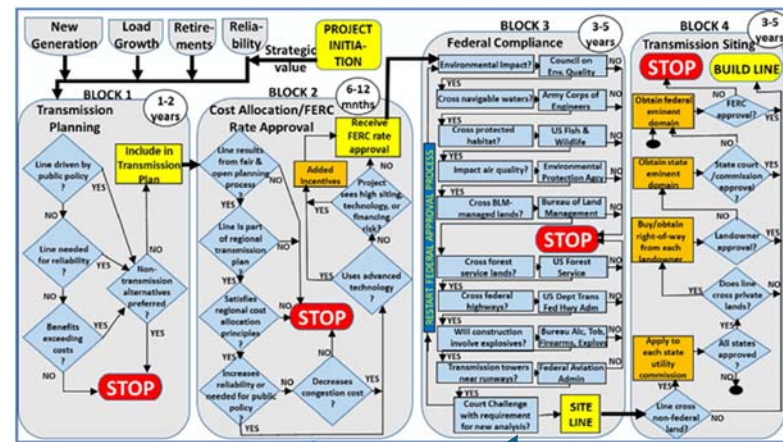 New
Generation
Load
Growth
Retire-
ments
Relia-
bility
Strategic
value
PROJECT
INITIA-
TION
BLOCK 1
1-2
years
Transmission
Planning
Line driven by
public policy
?
YES
NO
Include in
Transmission
Plan
NO
Line needed
for reliability
?
YES
NO
Non-
transmission
alternatives
preferred
?
YES
Benefits
exceeding
costs?
YES
NO
STOP
BLOCK 2
6-12
mnths
Cost Allocation/FERC
Rate Approval
Receive
FERC rate
approval
Line results
from fair &
open planning
process
NO
YES
Added
Incentives
NO
YES
Project
sees high siting,
technology, or
financing
risk?
Line is part
of regional
transmission
plan ?
NO
YES
Uses advanced
technology
?
YES
NO
Satisfies
regional cost
allocation
principles
?
NO
YES
STOP
NO
Increases
reliability or
needed for public
policy ?
NO
YES
Decreases
congestion cost ?
YES
BLOCK 3
3-5
years
Federal Compliance
RESTART FEDERAL APPROVAL PROCESS
Environmental Impact?
Council on
Env. Quality
NO
YES
Cross navigable waters?
Army Corps of
Engineers
NO
YES
Cross protected
habitat?
US Fish &
Wildlife
NO
YES
Impact air quality?
Environmental
Protection Agcy
NO
YES
Cross BLM-
managed lands?
Bureau of Land
Management
NO
YES
STOP
Cross forest
service lands?
US Forest
Service
NO
YES
Cross federal
highways?
US Dept Trans
Fed Hwy Adm
NO
YES
Will construction
involve explosives?
Bureau Alc, Tob,
Firearms, Explsvs
NO
YES
Transmission towers
near runways?
Federal Aviation
Admin
NO
YES
Court Challenge
with requirement
for new analysis?
SITE
LINE
BLOCK 4
3-5
years
Transmission Siting
STOP
BUILD LINE
Obtain federal
eminent
domain
FERC
approval?
NO
YES
Obtain state
eminent
domain
State court
/commission
approval ?
NO
YES
Buy/obtain
right-of-way
from each
landowner
Landowner
approval?
NO
YES
Does line
cross private
lands?
NO
YES
Apply to
each state
utility
commission
All states
approved ?
YES
NO
YES
Line cross
non-federal
land?
NO